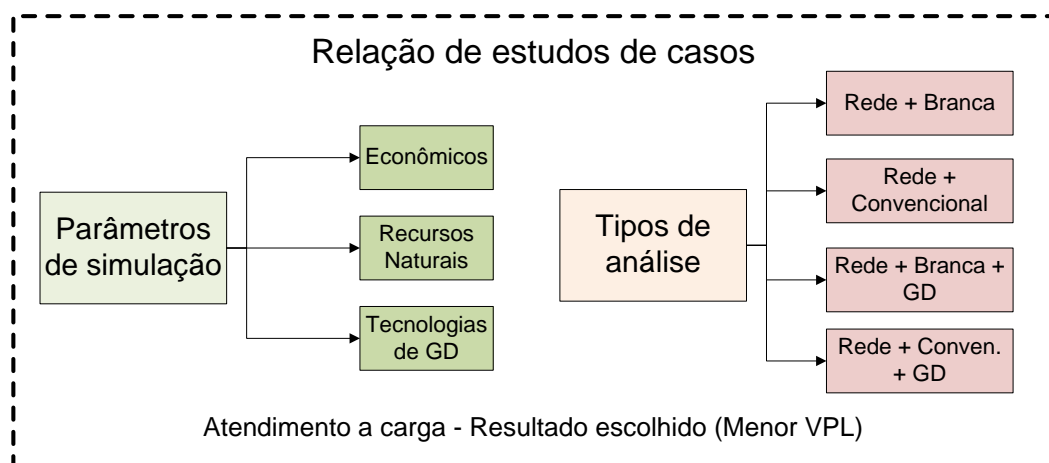 Relação de estudos de casos
Parâmetros
de simulação
Econômicos
Recursos
Naturais
Tecnologias
de GD
Tipos de
análise
Rede + Branca
Rede +
Convencional
Rede + Branca +
GD
Rede + Conven.
+ GD
Atendimento a carga - Resultado escolhido (Menor VPL)